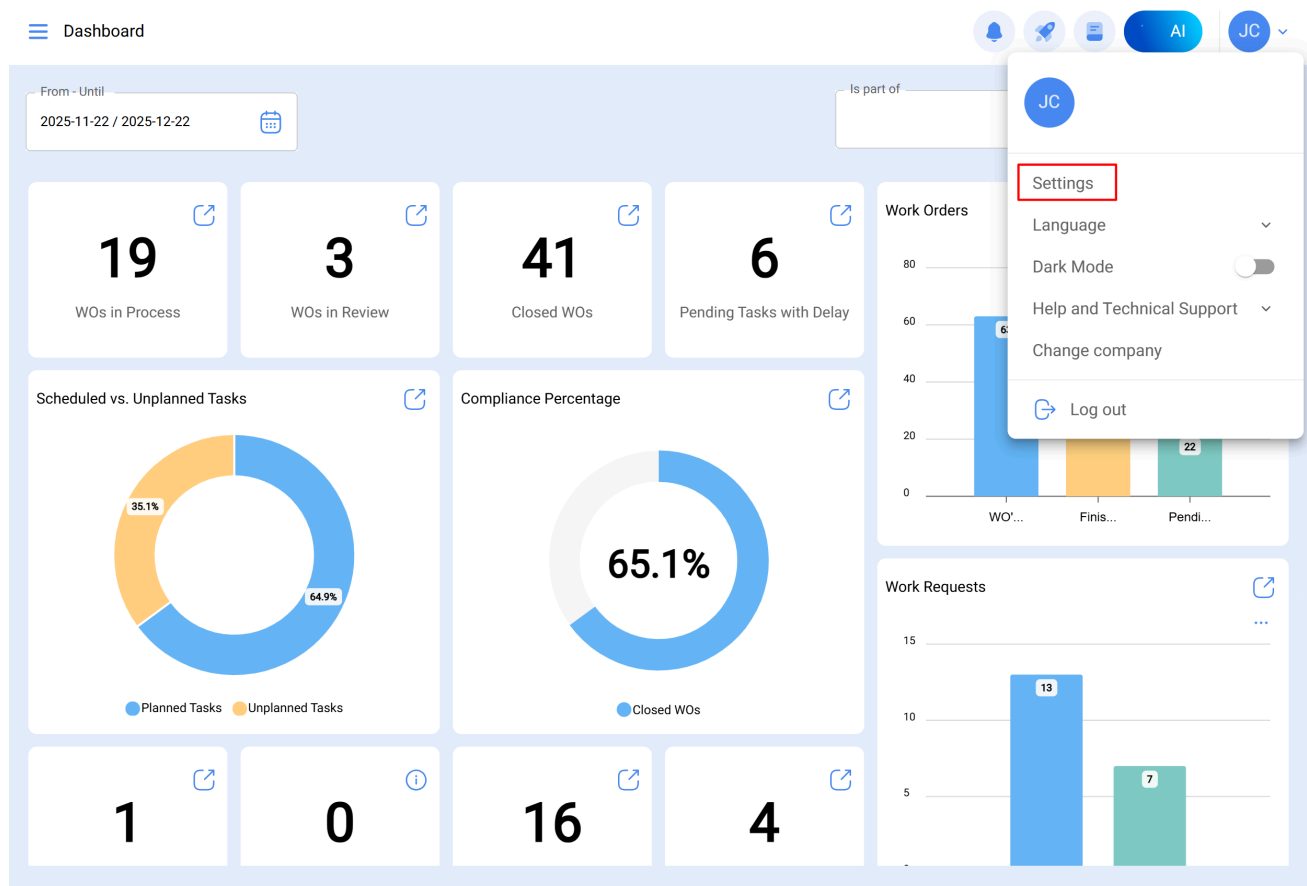 Dashboard
AI
JC
From - Until
2025-11-22 / 2025-12-22
Is part of
JC
Settings
Language
Dark Mode
Help and Technical Support
Change company
Log out
19
WOs in Process
3
WOs in Review
41
Closed WOs
6
Pending Tasks with Delay
Work Orders
80
60
40
20
0
22
WO'...
Finis...
Pendi...
Scheduled vs. Unplanned Tasks
35.1%
64.9%
Planned Tasks
Unplanned Tasks
Compliance Percentage
65.1%
Closed WOs
Work Requests
...
15
10
5
13
7
1
0
16
4